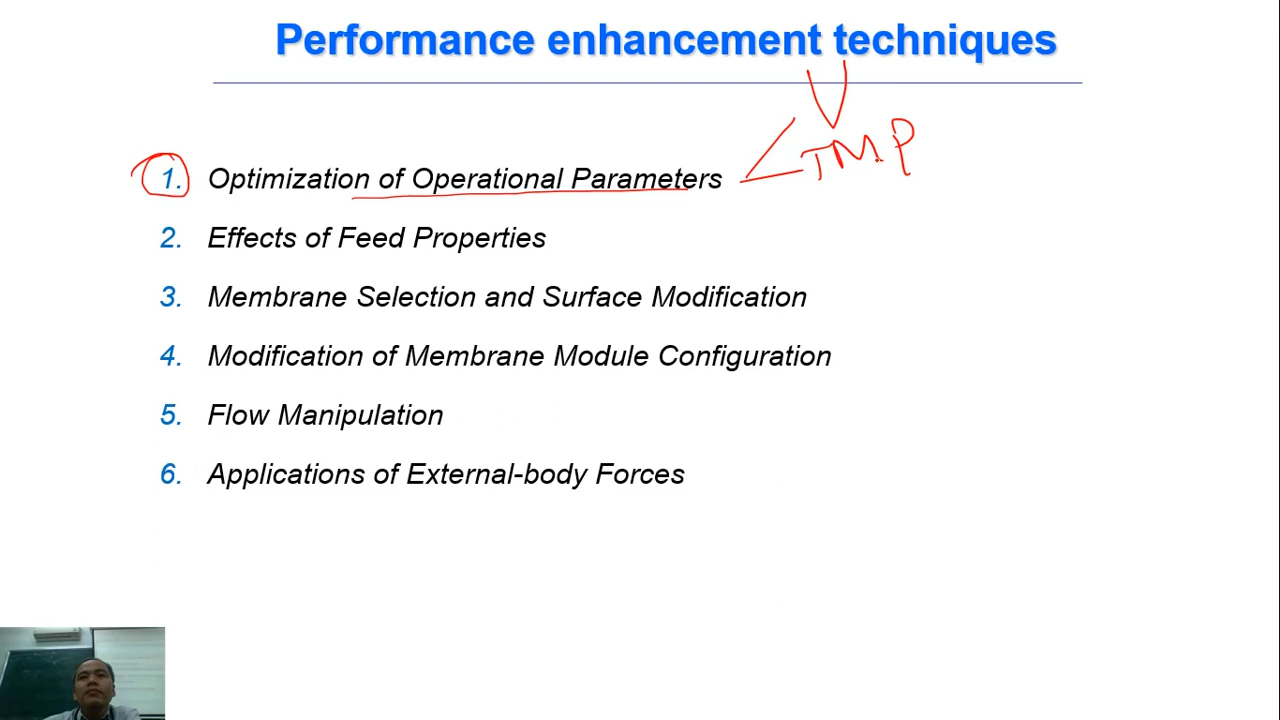 Performance enhancement techniques
V
TMP
1. Optimization of Operational Parameters
2. Effects of Feed Properties
3. Membrane Selection and Surface Modification
4. Modification of Membrane Module Configuration
5. Flow Manipulation
6. Applications of External-body Forces